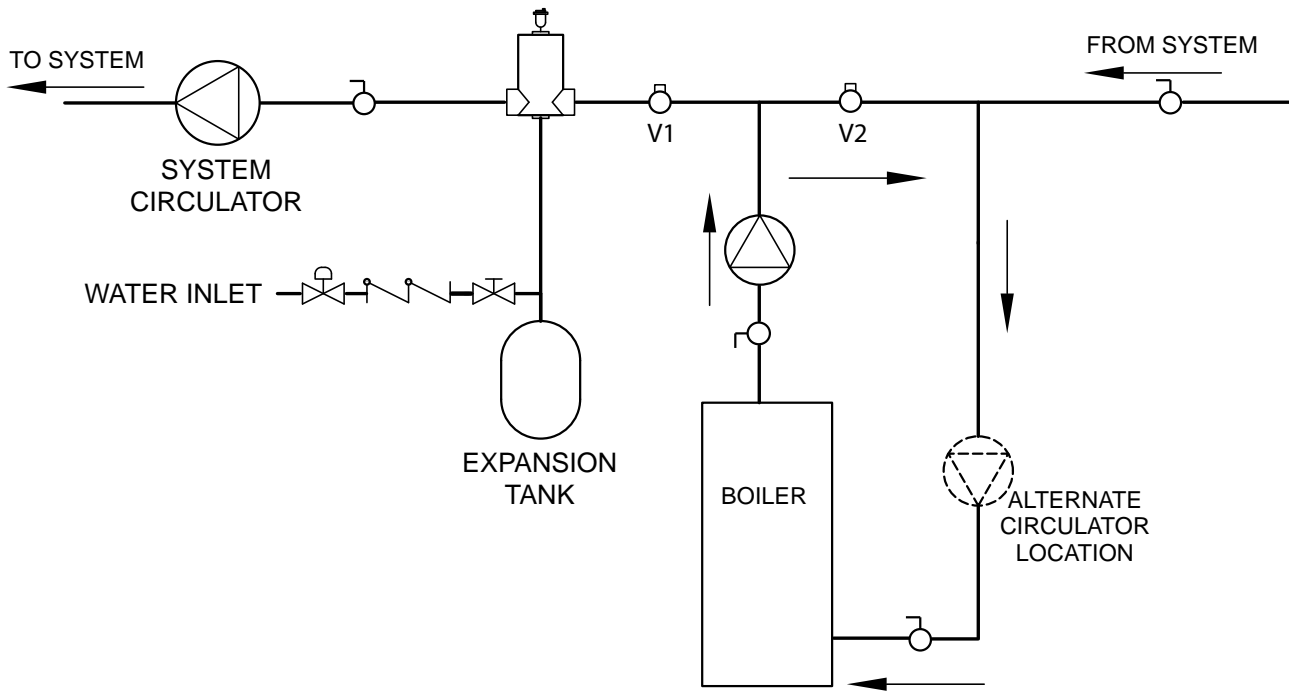 TO SYSTEM
FROM SYSTEM
V1
V2
SYSTEM
CIRCULATOR
WATER INLET
EXPANSION
TANK
BOILER
ALTERNATE
CIRCULATOR
LOCATION